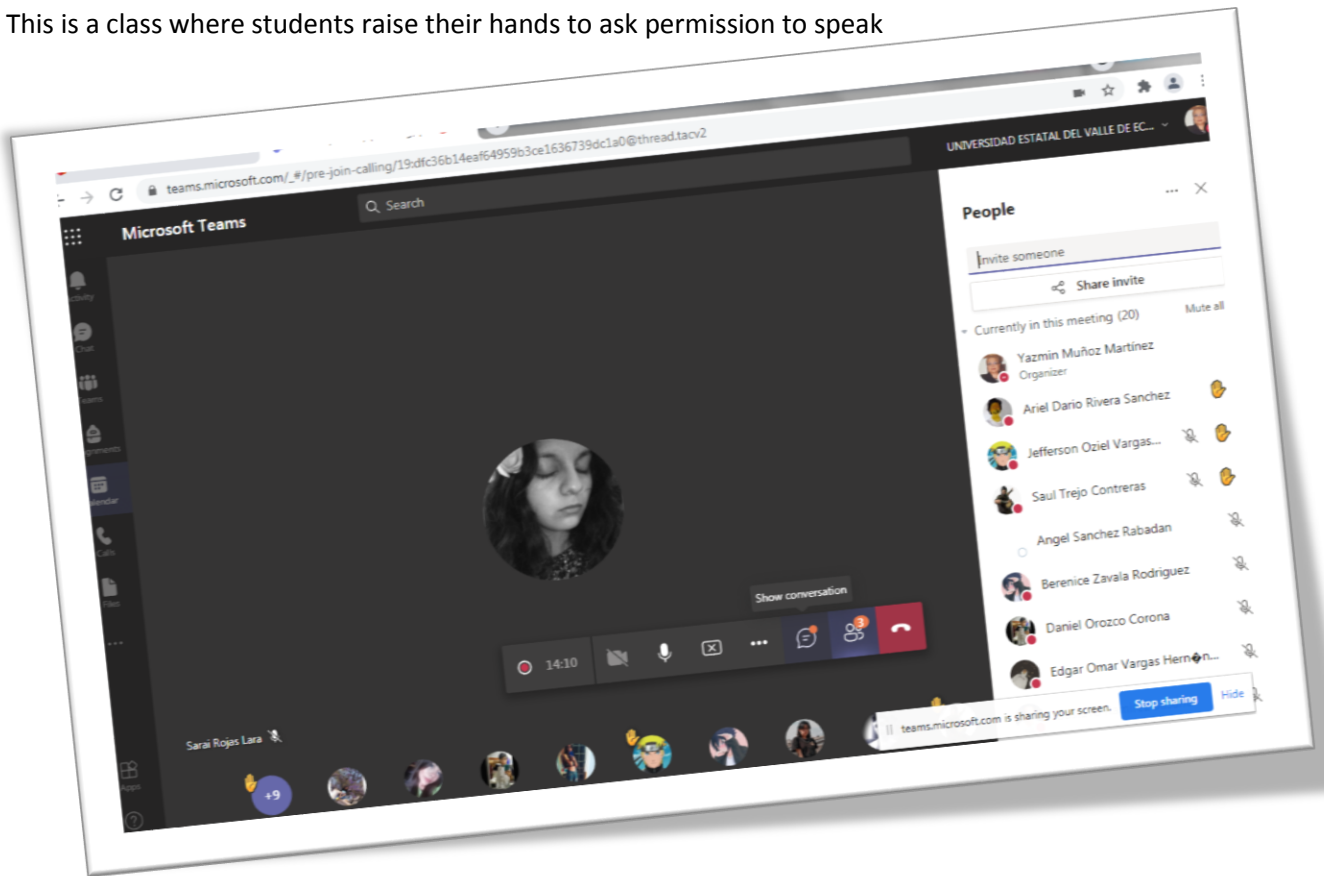 This is a class where students raise their hands to ask permission to speak
teams.microsoft.com/_#/pre-join-calling/19:dfc36b14eaf64959b3ce1636739dc1a0@thread.tacv2
Microsoft Teams
Search
UNIVERSIDAD ESTATAL DEL VALLE DE EC...
People
Invite someone
Share invite
Currently in this meeting (20) Mute all
Yazmin Muñoz Martinez
Organizer
Ariel Dario Rivera Sanchez
Jefferson Oziel Vargas...
Saul Trejo Contreras
Angel Sanchez Rabadan
Berenice Zavala Rodriguez
Daniel Orozco Corona
Edgar Omar Vargas Hern�n...
Chat
Calls
Files
Apps
Show conversation
14:10
3
teams.microsoft.com is sharing your screen. Stop sharing Hide
Sarai Rojas Lara
+9